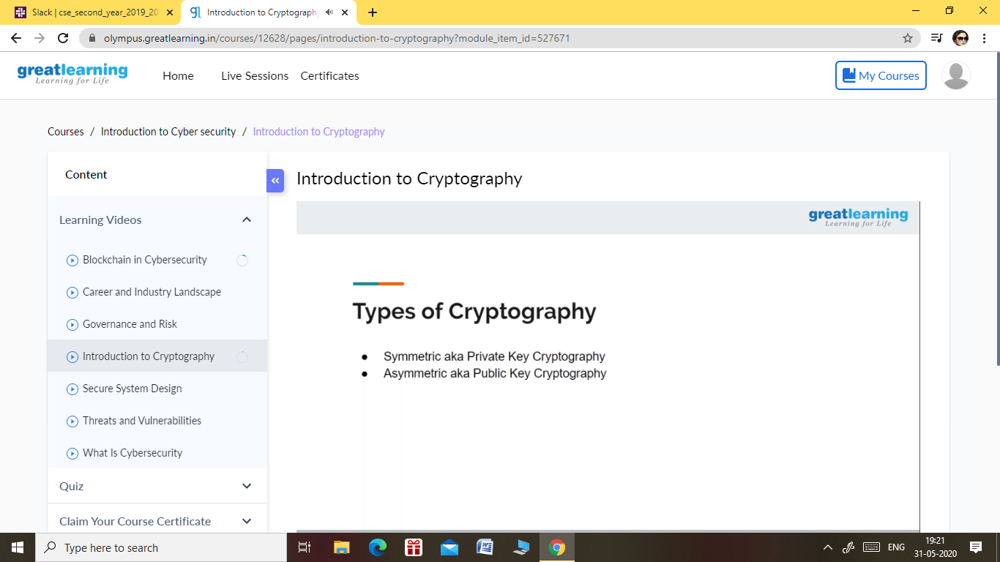 Slack | cse_second_year_2019_20
Introduction to Cryptography
olympus.greatlearning.in/courses/12628/pages/introduction-to-cryptography?module_item_id=527671
greatlearning
Learning for Life
Home
Live Sessions
Certificates
My Courses
Courses / Introduction to Cyber security / Introduction to Cryptography
Content
Learning Videos
Blockchain in Cybersecurity
Career and Industry Landscape
Governance and Risk
Introduction to Cryptography
Secure System Design
Threats and Vulnerabilities
What Is Cybersecurity
Quiz
Claim Your Course Certificate
Introduction to Cryptography
greatlearning
Learning for Life
Types of Cryptography
● Symmetric aka Private Key Cryptography
● Asymmetric aka Public Key Cryptography
Type here to search
ENG
19:21
31-05-2020